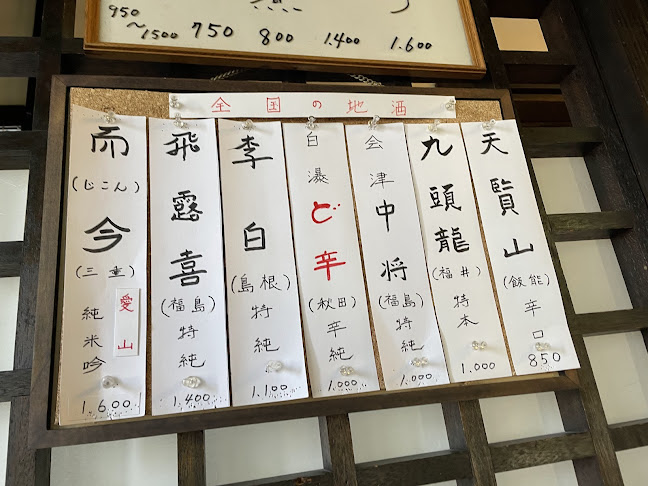 950
～1500
750
800
1.400
1.600
全国の地酒
天覧山
(飯能)
辛口
850
九頭龍
(福井)
特本
1.000
会津
中将
(福島)
特純
1.000
白瀑
ど辛
(秋田)
辛純
1.000
李白
(島根)
特純
1.100
飛露喜
(福島)
特純
1.400
而今
(じこん)
(三重)
愛山
純米吟
1.600